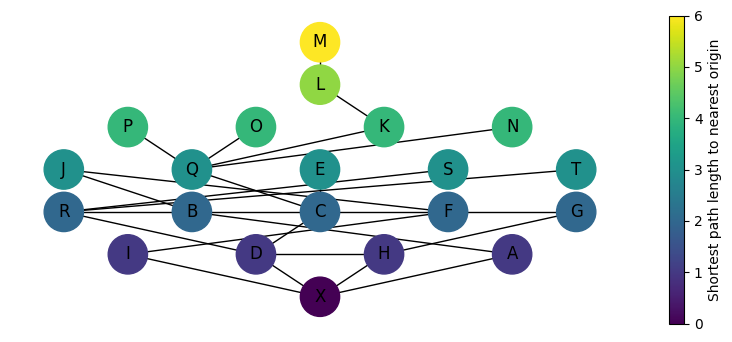 M
L
P O K N
J Q E S T
R B C F G
I D H A
X
6
5
4
3
2
1
0
Shortest path length to nearest origin